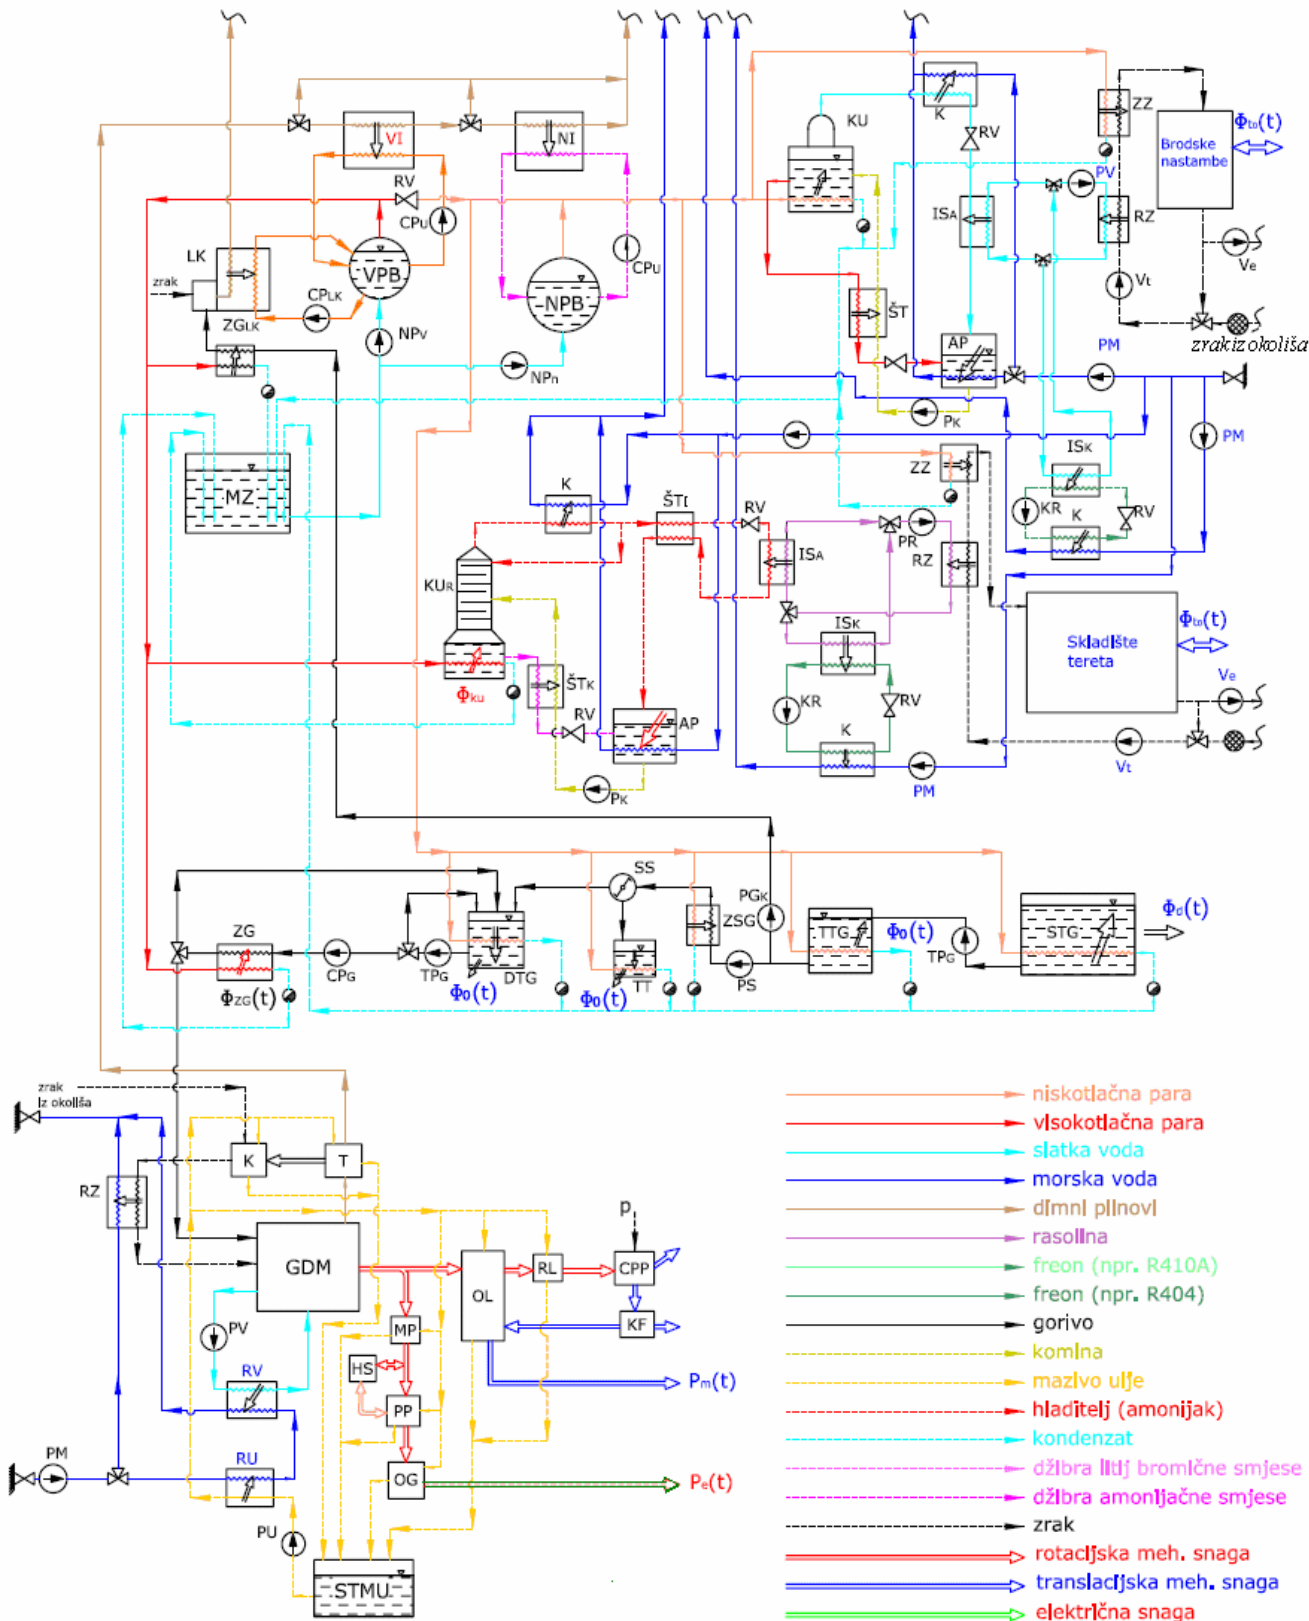 VI
NI
KU
K
RV
ZZ
Φto(t)
Brodske
nastambe
PV
RV
CPU
ISA
RZ
LK
VPB
CPU
Ve
zrak
CPLK
NPB
Vt
ZGLK
NPV
ŠT
AP
PM
zrakizokoliša
NPn
PK
PM
ISK
MZ
K
ŠTI
RV
ZZ
KR
RV
K
PR
ISA
RZ
KUR
ISK
Φto(t)
Skladište
tereta
Φku
ŠTK
RV
AP
KR
RV
Ve
K
PK
PM
Vt
SS
PGK
ZSG
TTG
Φ0(t)
STG
Φd(t)
ZG
CPG
TPG
DTG
TT
PS
TPG
ΦZG(t)
Φ0(t)
Φ0(t)
zrak
iz okoliša
niskotlačna para
visokotlačna para
K
T
slatka voda
RZ
morska voda
dimni plinovi
p
rasolina
GDM
OL
RL
CPP
freon (npr. R410A)
freon (npr. R404)
PV
MP
KF
gorivo
komina
HS
RV
Pm(t)
mazivo ulje
PP
hladitelj (amonijak)
kondenzat
PM
RU
OG
Pe(t)
džibra litij bromične smjese
džibra amonijačne smjese
PU
zrak
STMU
rotacijska meh. snaga
translacijska meh. snaga
električna snaga